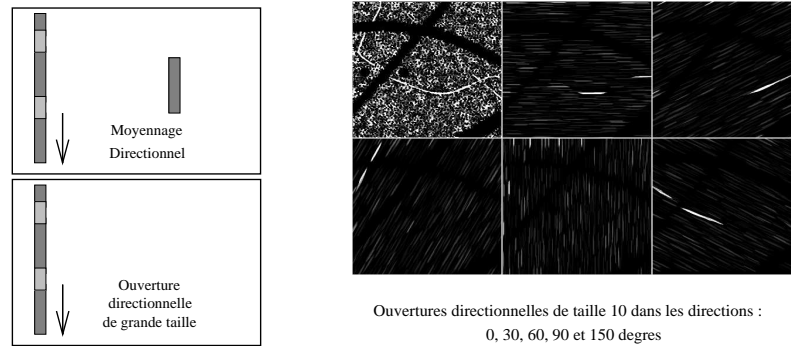 Moyennage
Directionnel
Ouverture
directionnelle
de grande taille
Ouvertures directionnelles de taille 10 dans les directions :
0, 30, 60, 90 et 150 degres